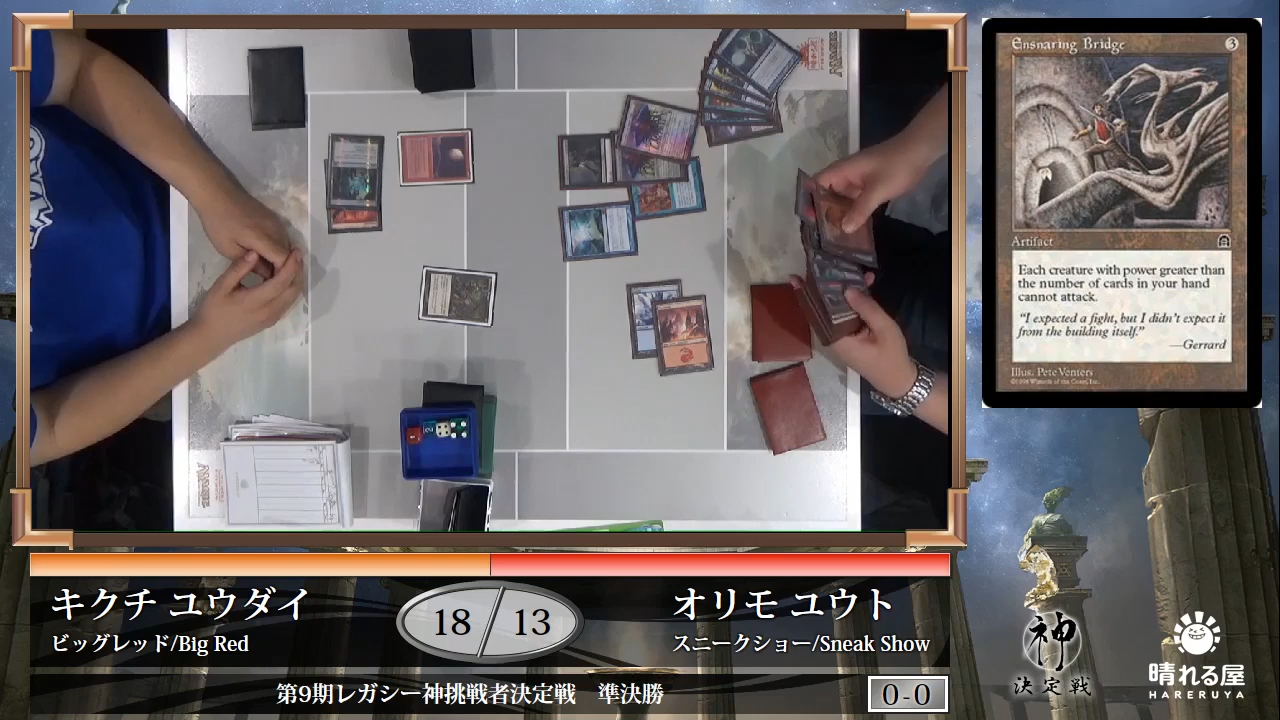 Ensnaring Bridge
3
Artifact
Each creature with power greater than
the number of cards in your hand
cannot attack.
"I expected a fight, but I didn't expect it
from the building itself."
—Gerrard
Illus. Pete Venters
キクチ ユウダイ
ビッグレッド/Big Red
18 / 13
オリモ ユウト
スニークショー/Sneak Show
第9期レガシー神挑戦者決定戦 準決勝
0-0
神
決定戦
晴れる屋
HARERUYA